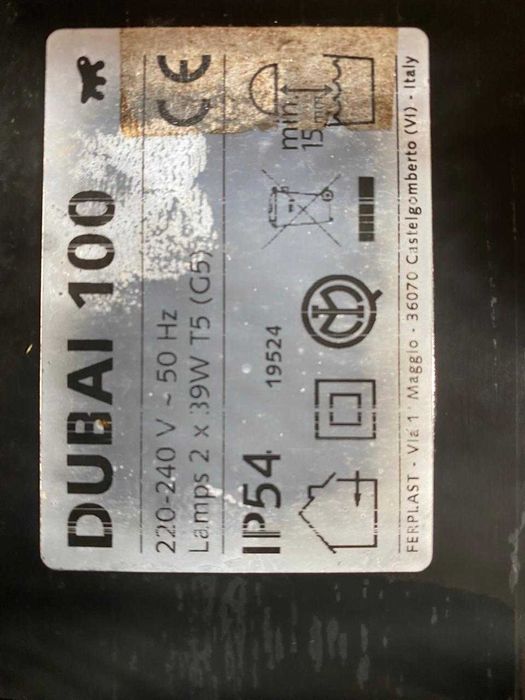 DUBAI 100
220-240 V ~ 50 Hz
Lamps 2 x 39W T5 (G5)
CE
IP54
19524
min.
15 mm
FERPLAST - Via 1° Maggio - 36070 Castelgomberto (VI) - Italy